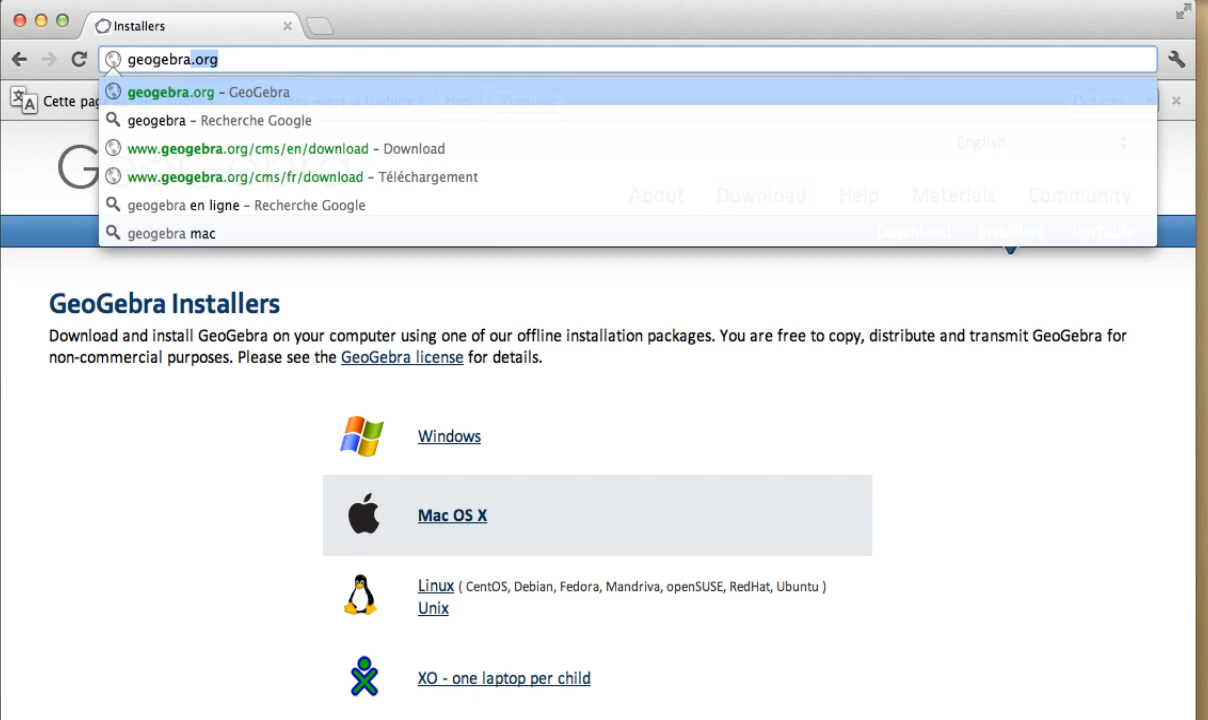 Installers
geogebra.org
geogebra.org – GeoGebra
Cette pag
Options
geogebra – Recherche Google
www.geogebra.org/cms/en/download – Download
English
www.geogebra.org/cms/fr/download – Téléchargement
About Download Help Materials Community
geogebra en ligne – Recherche Google
geogebra mac
Download Installers Portable
GeoGebra Installers
Download and install GeoGebra on your computer using one of our offline installation packages. You are free to copy, distribute and transmit GeoGebra for
non-commercial purposes. Please see the GeoGebra license for details.
Windows
Mac OS X
Linux ( CentOS, Debian, Fedora, Mandriva, openSUSE, RedHat, Ubuntu )
Unix
XO - one laptop per child